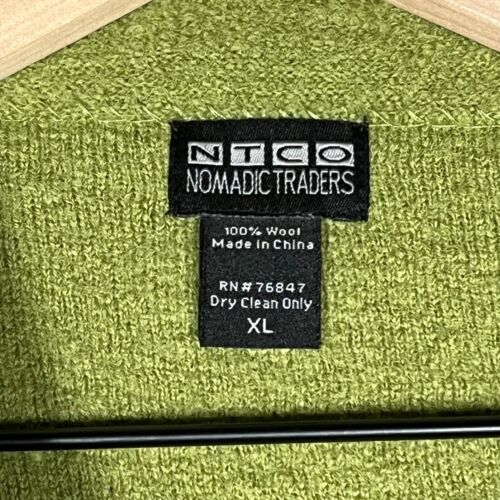 NTCO
NOMADIC TRADERS
100% Wool
Made in China
RN#76847
Dry Clean Only
XL